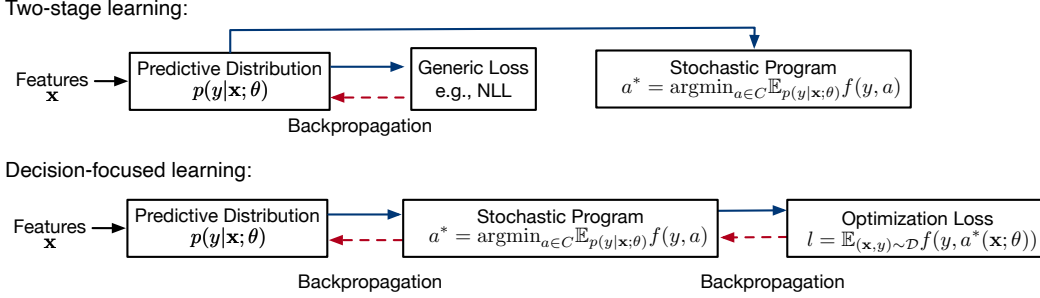 Two-stage learning:
Features
x
Predictive Distribution
p(y|x; θ)
Generic Loss
e.g., NLL
Stochastic Program
a* = argmin_{a∈C} 𝔼_{p(y|x;θ)} f(y, a)
Backpropagation
Decision-focused learning:
Features
x
Predictive Distribution
p(y|x; θ)
Stochastic Program
a* = argmin_{a∈C} 𝔼_{p(y|x;θ)} f(y, a)
Optimization Loss
l = 𝔼_{(x,y)∼𝒟} f(y, a*(x; θ))
Backpropagation
Backpropagation